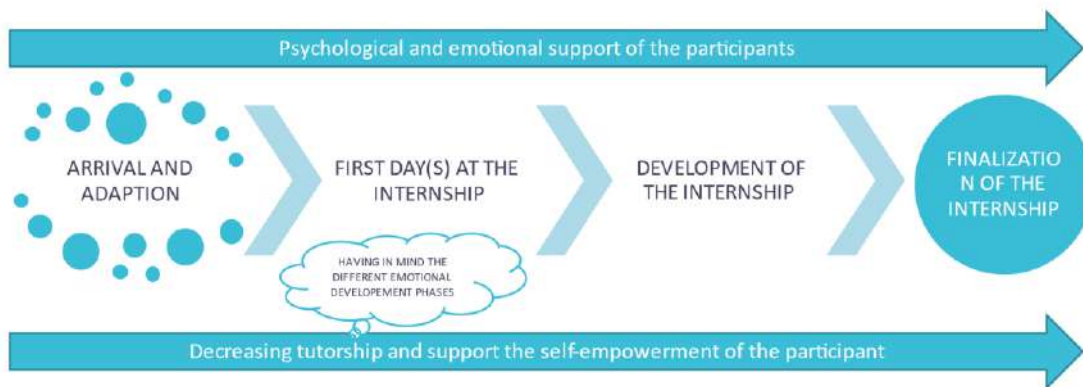 Psychological and emotional support of the participants
ARRIVAL AND
ADAPTION
FIRST DAY(S) AT THE
INTERNSHIP
DEVELOPMENT OF
THE INTERNSHIP
FINALIZATIO
N OF THE
INTERNSHIP
HAVING IN MIND THE
DIFFERENT EMOTIONAL
DEVELOPEMENT PHASES
Decreasing tutorship and support the self-empowerment of the participant